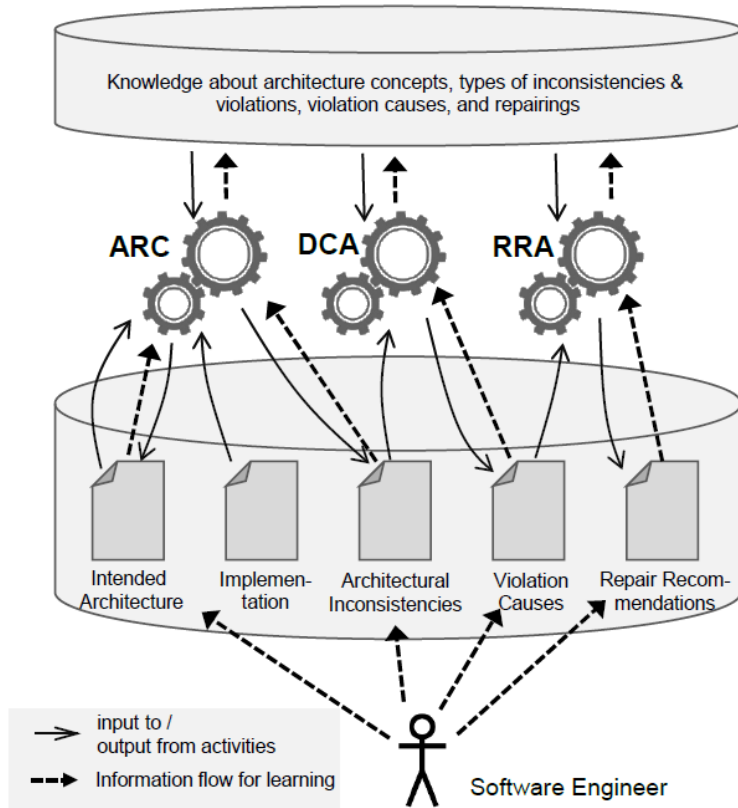 Knowledge about architecture concepts, types of inconsistencies &
violations, violation causes, and repairings
ARC
DCA
RRA
Intended
Architecture
Implemen-
tation
Architectural
Inconsistencies
Violation
Causes
Repair Recom-
mendations
input to /
output from activities
Information flow for learning
Software Engineer